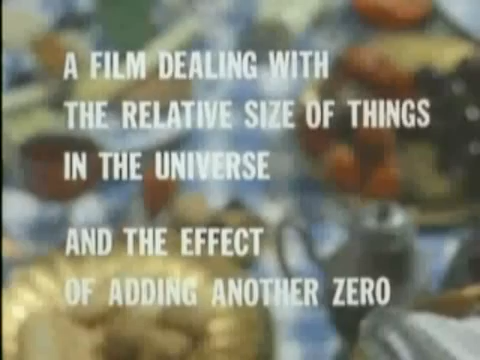 A FILM DEALING WITH
THE RELATIVE SIZE OF THINGS
IN THE UNIVERSE
AND THE EFFECT
OF ADDING ANOTHER ZERO